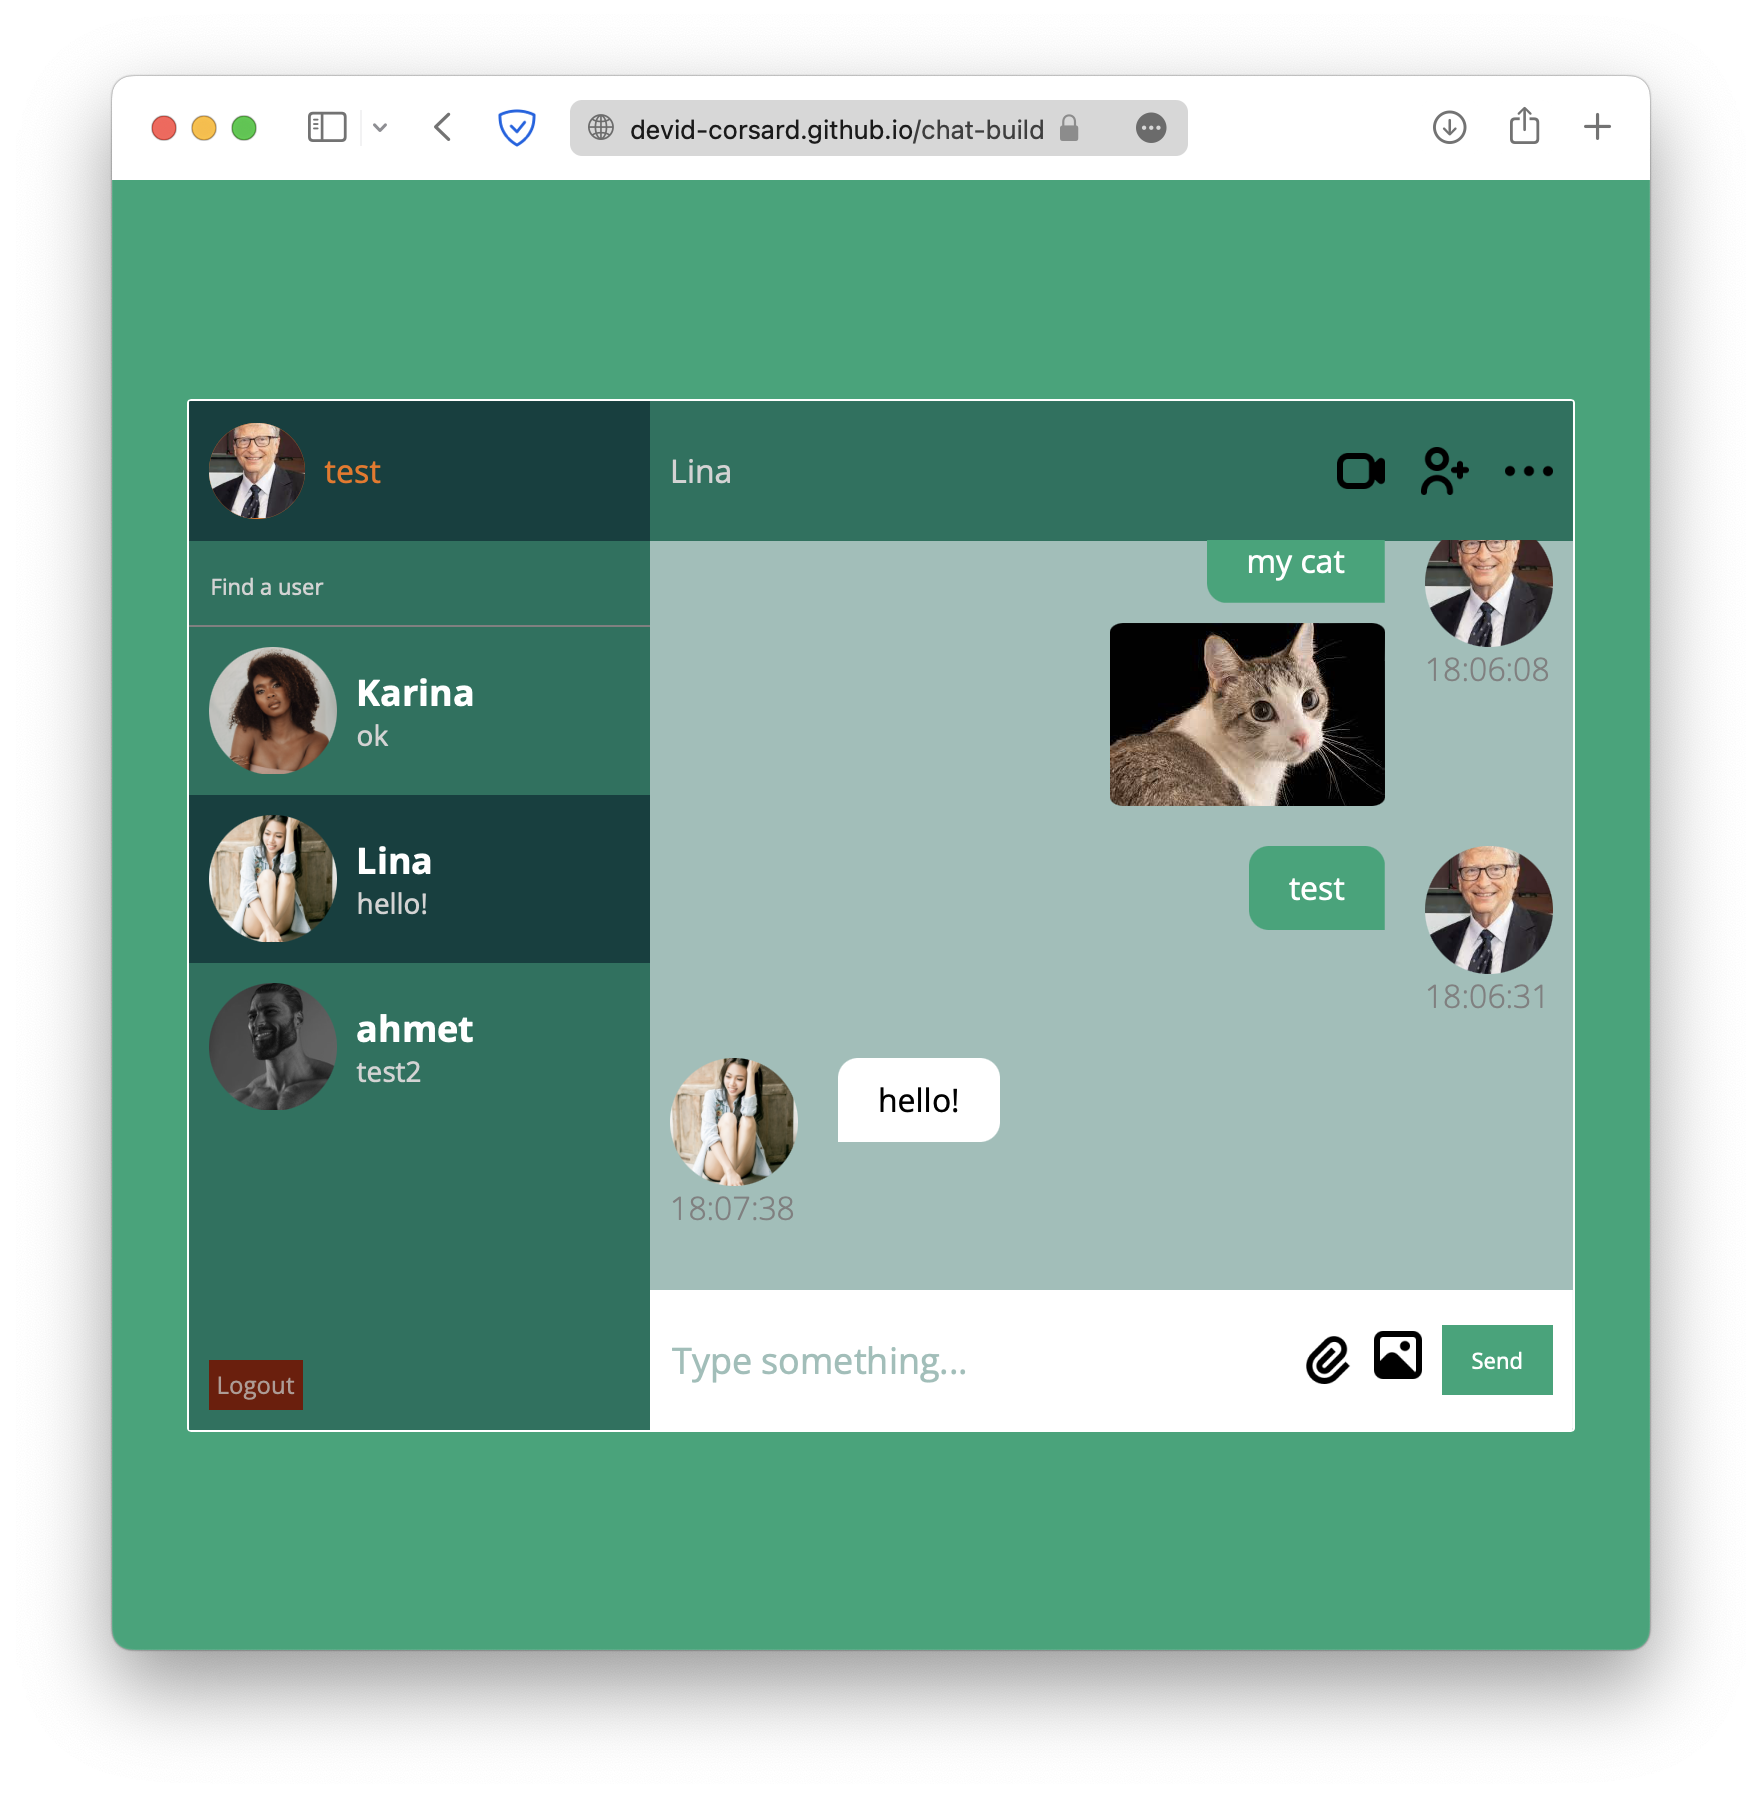 devid-corsard.github.io/chat-build
test
Lina
Find a user
Karina
ok
Lina
hello!
ahmet
test2
Logout
my cat
18:06:08
test
18:06:31
hello!
18:07:38
Type something...
Send